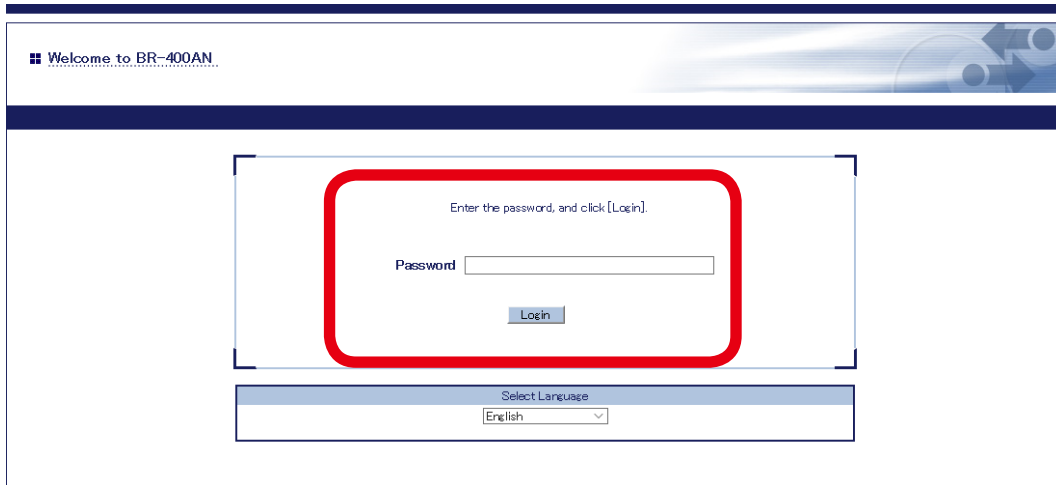 Welcome to BR-400AN
Enter the password, and click [Login].
Password
Login
Select Language
English